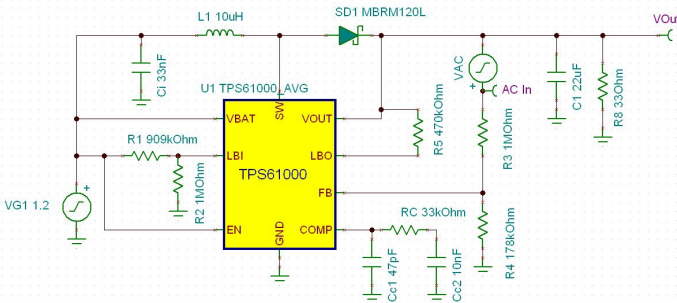 L1 10uH
SD1 MBRM120L
VOut
Ci 33nF
U1 TPS61000_AVG
SW
VBAT
VOUT
VAC
AC In
C1 22uF
R8 33Ohm
R5 470kOhm
R3 1MOhm
R1 909kOhm
LBI
LBO
TPS61000
R2 1MOhm
VG1 1.2
FB
EN
GND
COMP
RC 33kOhm
Cc1 47pF
Cc2 10nF
R4 178kOhm
+
+